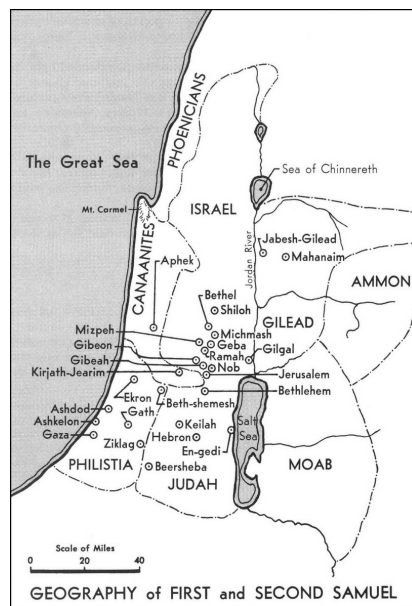 PHOENICIANS
The Great Sea
Sea of Chinnereth
Mt. Carmel
ISRAEL
CANAANITES
Jordan River
Jabesh-Gilead
Mahanaim
Aphek
AMMON
Bethel
Shiloh
GILEAD
Mizpeh
Michmash
Gibeon
Geba
Ramah
Gilgal
Gibeah
Nob
Kirjath-Jearim
Jerusalem
Ekron
Beth-shemesh
Bethlehem
Ashdod
Gath
Ashkelon
Keilah
Salt
Sea
Gaza
Hebron
Ziklag
En-gedi
PHILISTIA
Beersheba
MOAB
JUDAH
Scale of Miles
0 20 40
GEOGRAPHY of FIRST and SECOND SAMUEL